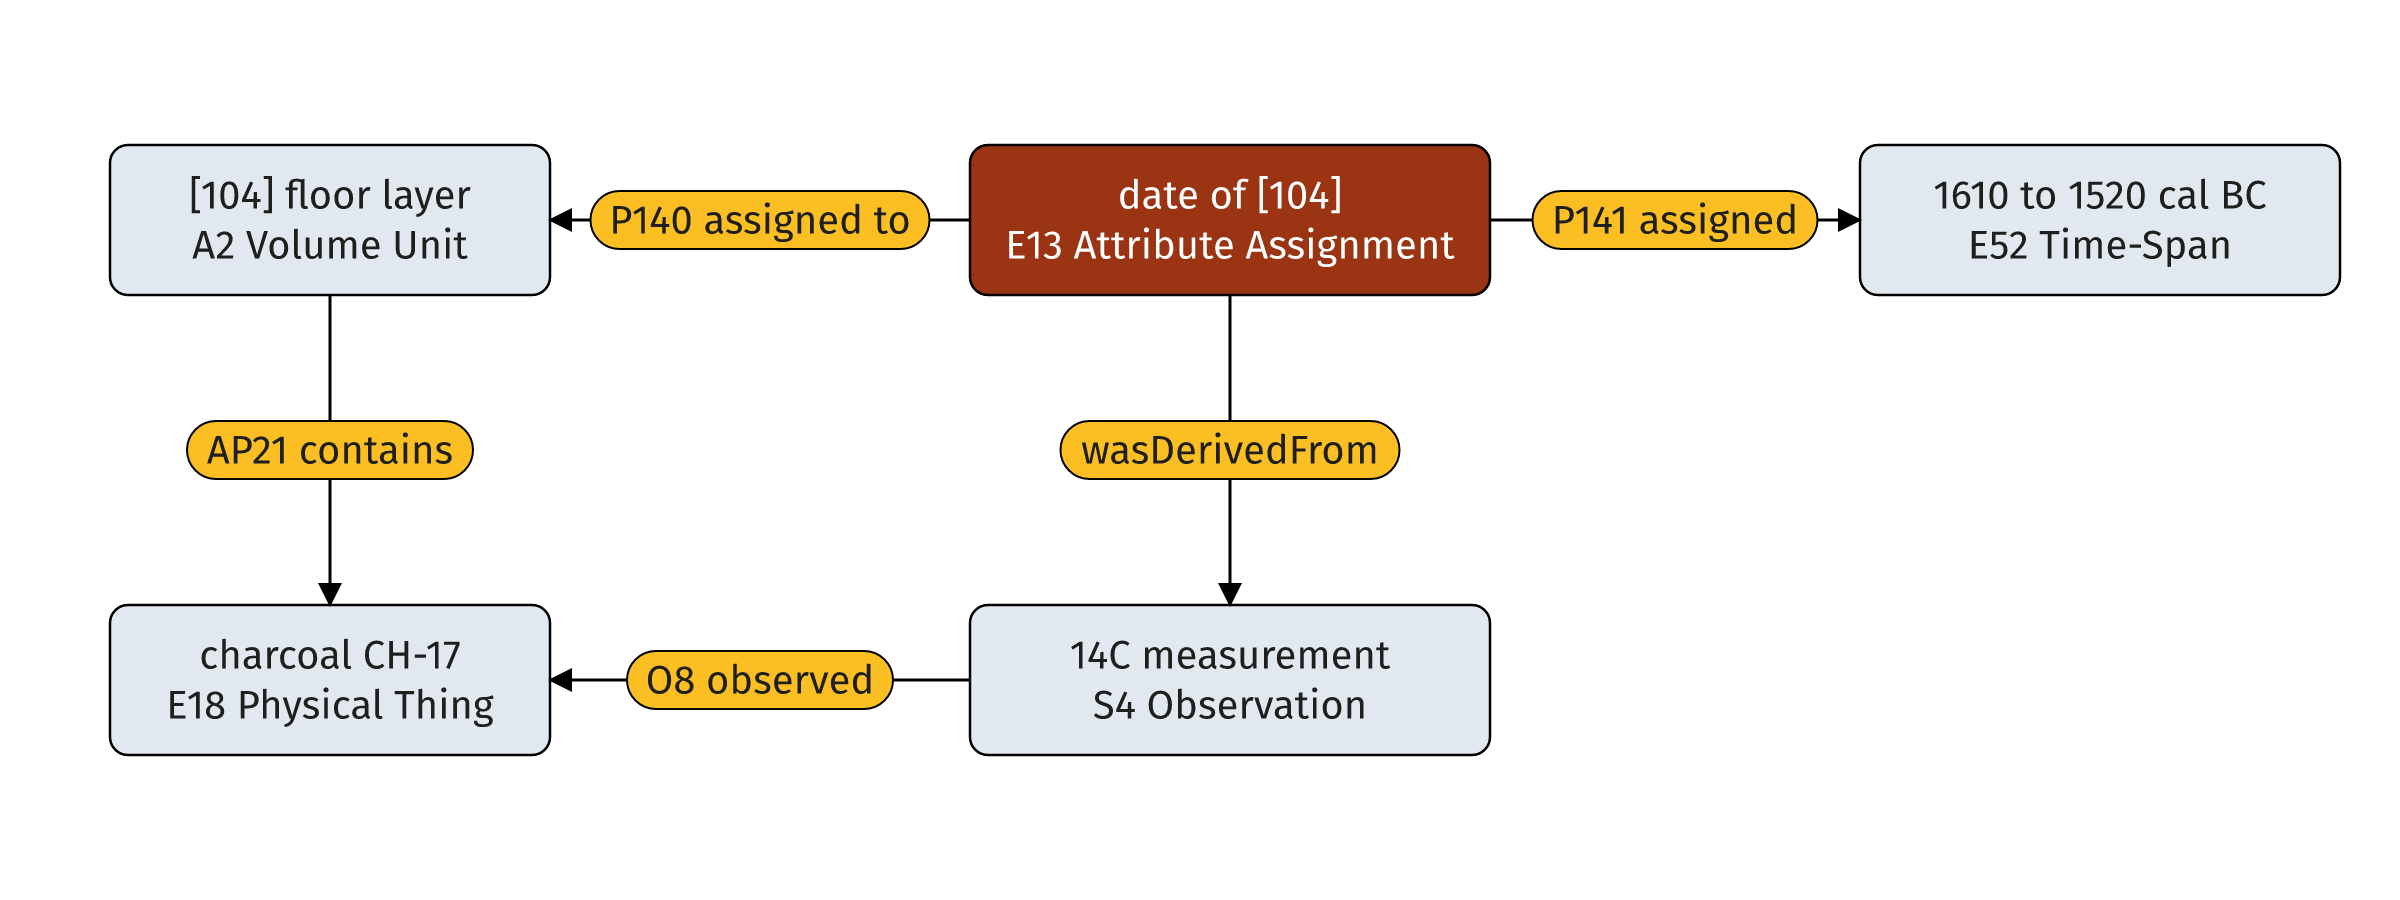 [104] floor layer
A2 Volume Unit
P140 assigned to
date of [104]
E13 Attribute Assignment
P141 assigned
1610 to 1520 cal BC
E52 Time-Span
AP21 contains
wasDerivedFrom
charcoal CH-17
E18 Physical Thing
O8 observed
14C measurement
S4 Observation